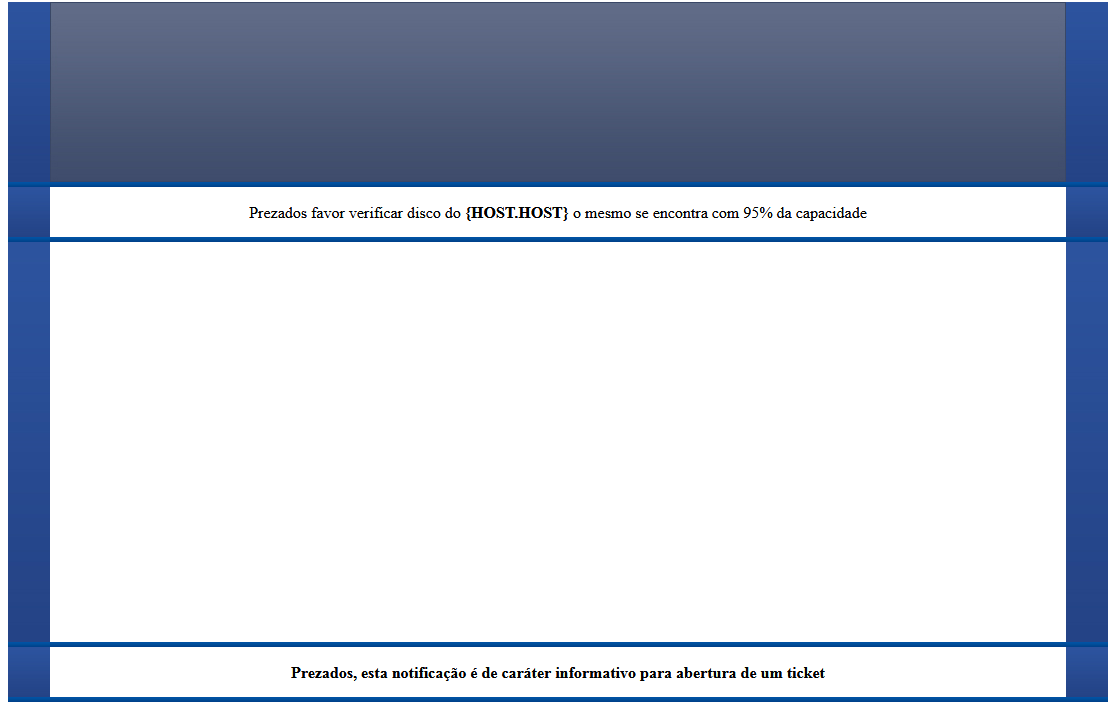 Prezados favor verificar disco do {HOST.HOST} o mesmo se encontra com 95% da capacidade
Prezados, esta notificação é de caráter informativo para abertura de um ticket